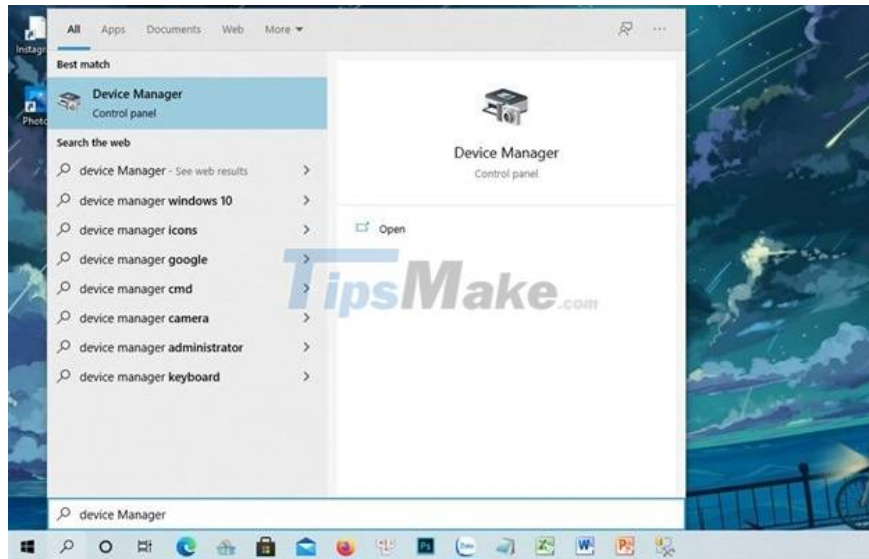 All Apps Documents Web More
Instagr
Best match
Device Manager
Control panel
Photo
Search the web
device Manager - See web results
device manager windows 10
device manager icons
device manager google
device manager cmd
device manager camera
device manager administrator
device manager keyboard
Device Manager
Control panel
Open
TipsMake.com
device Manager
Ps
Zalo
X
W
P